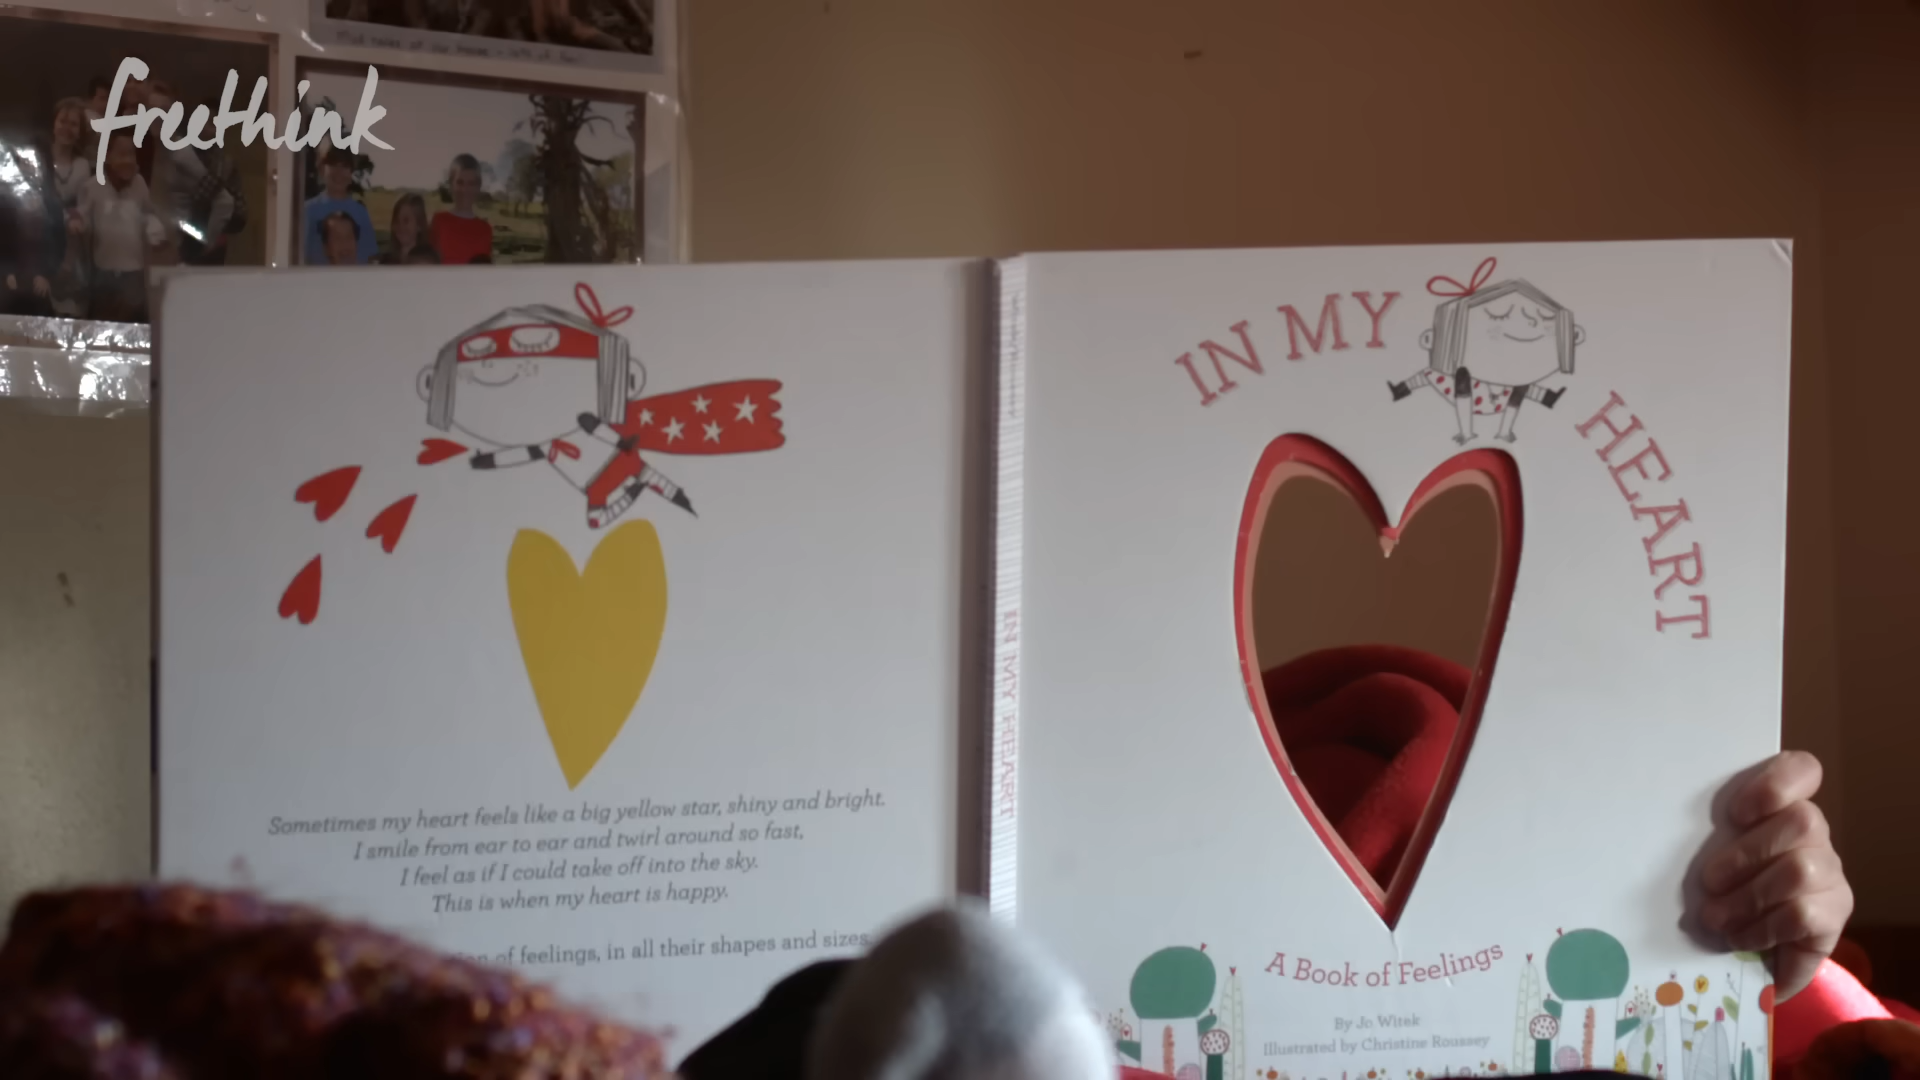 freethink
Sometimes my heart feels like a big yellow star, shiny and bright.
I smile from ear to ear and twirl around so fast,
I feel as if I could take off into the sky.
This is when my heart is happy.
of feelings, in all their shapes and sizes.
IN MY HEART
IN MY HEART
A Book of Feelings
By Jo Witek
Illustrated by Christine Roussey